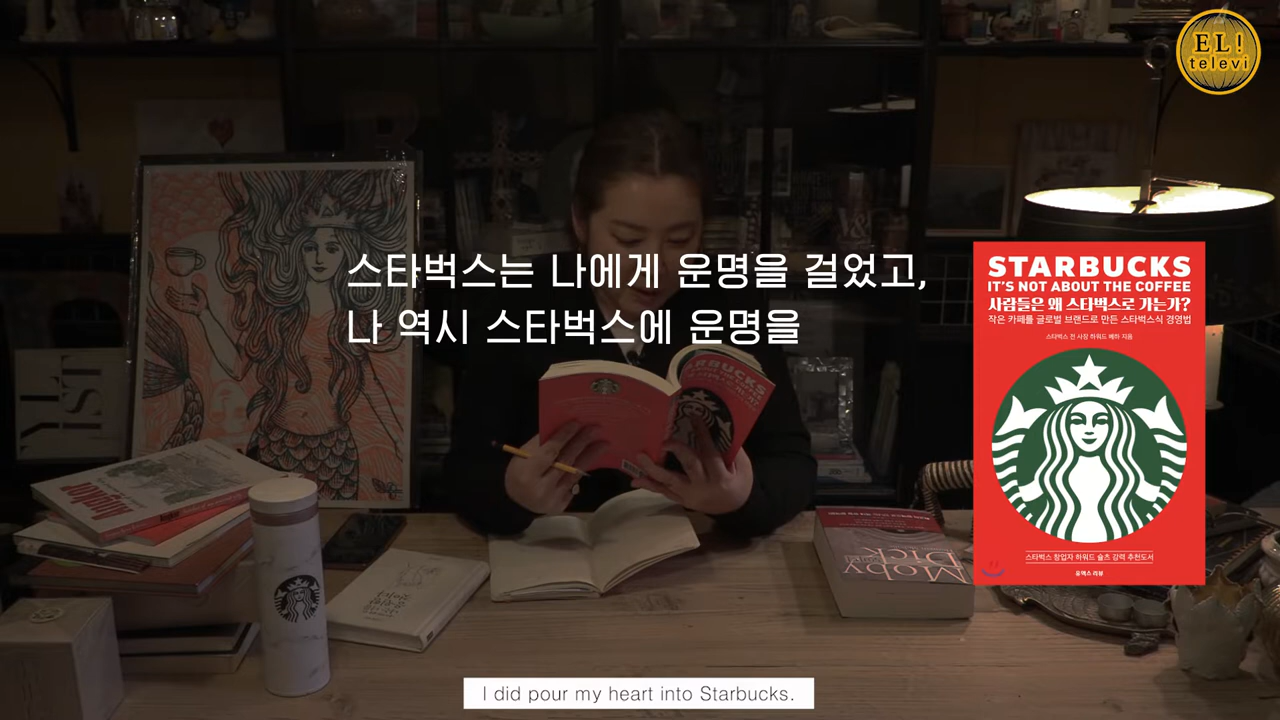 EL!
televi
스타벅스는 나에게 운명을 걸었고,
나 역시 스타벅스에 운명을
STARBUCKS
IT'S NOT ABOUT THE COFFEE
사람들은 왜 스타벅스로 가는가?
작은 카페를 글로벌 브랜드로 만든 스타벅스식 경영법
스타벅스 전 사장 하워드 베하 지음
스타벅스 창업자 하워드 슐츠 강력 추천도서
유엑스 리뷰
Moby
Dick
I did pour my heart into Starbucks.